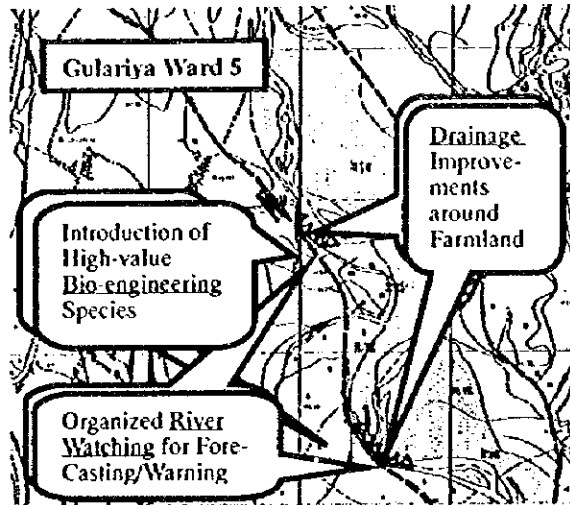 Gulariya Ward 5
Drainage
Improve-
ments
around
Farmland
Introduction of
High-value
Bio-engineering
Species
Organized River
Watching for Fore-
Casting/Warning